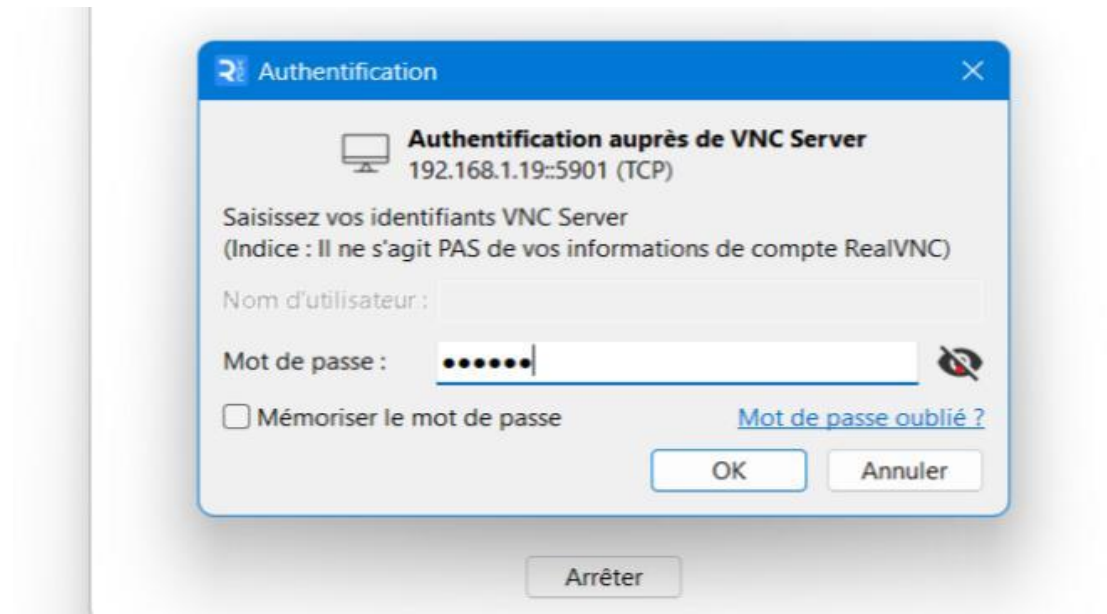 Authentification
Authentification auprès de VNC Server
192.168.1.19::5901 (TCP)
Saisissez vos identifiants VNC Server
(Indice : Il ne s'agit PAS de vos informations de compte RealVNC)
Nom d'utilisateur :
Mot de passe : ••••••
Mémoriser le mot de passe Mot de passe oublié ?
OK Annuler
Arrêter